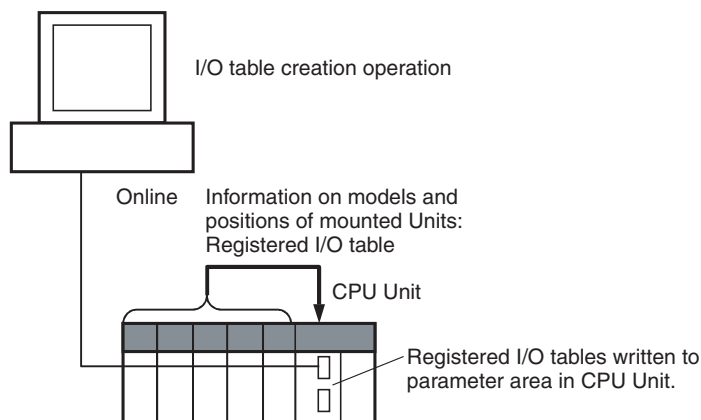 I/O table creation operation
Online
Information on models and
positions of mounted Units:
Registered I/O table
CPU Unit
Registered I/O tables written to
parameter area in CPU Unit.